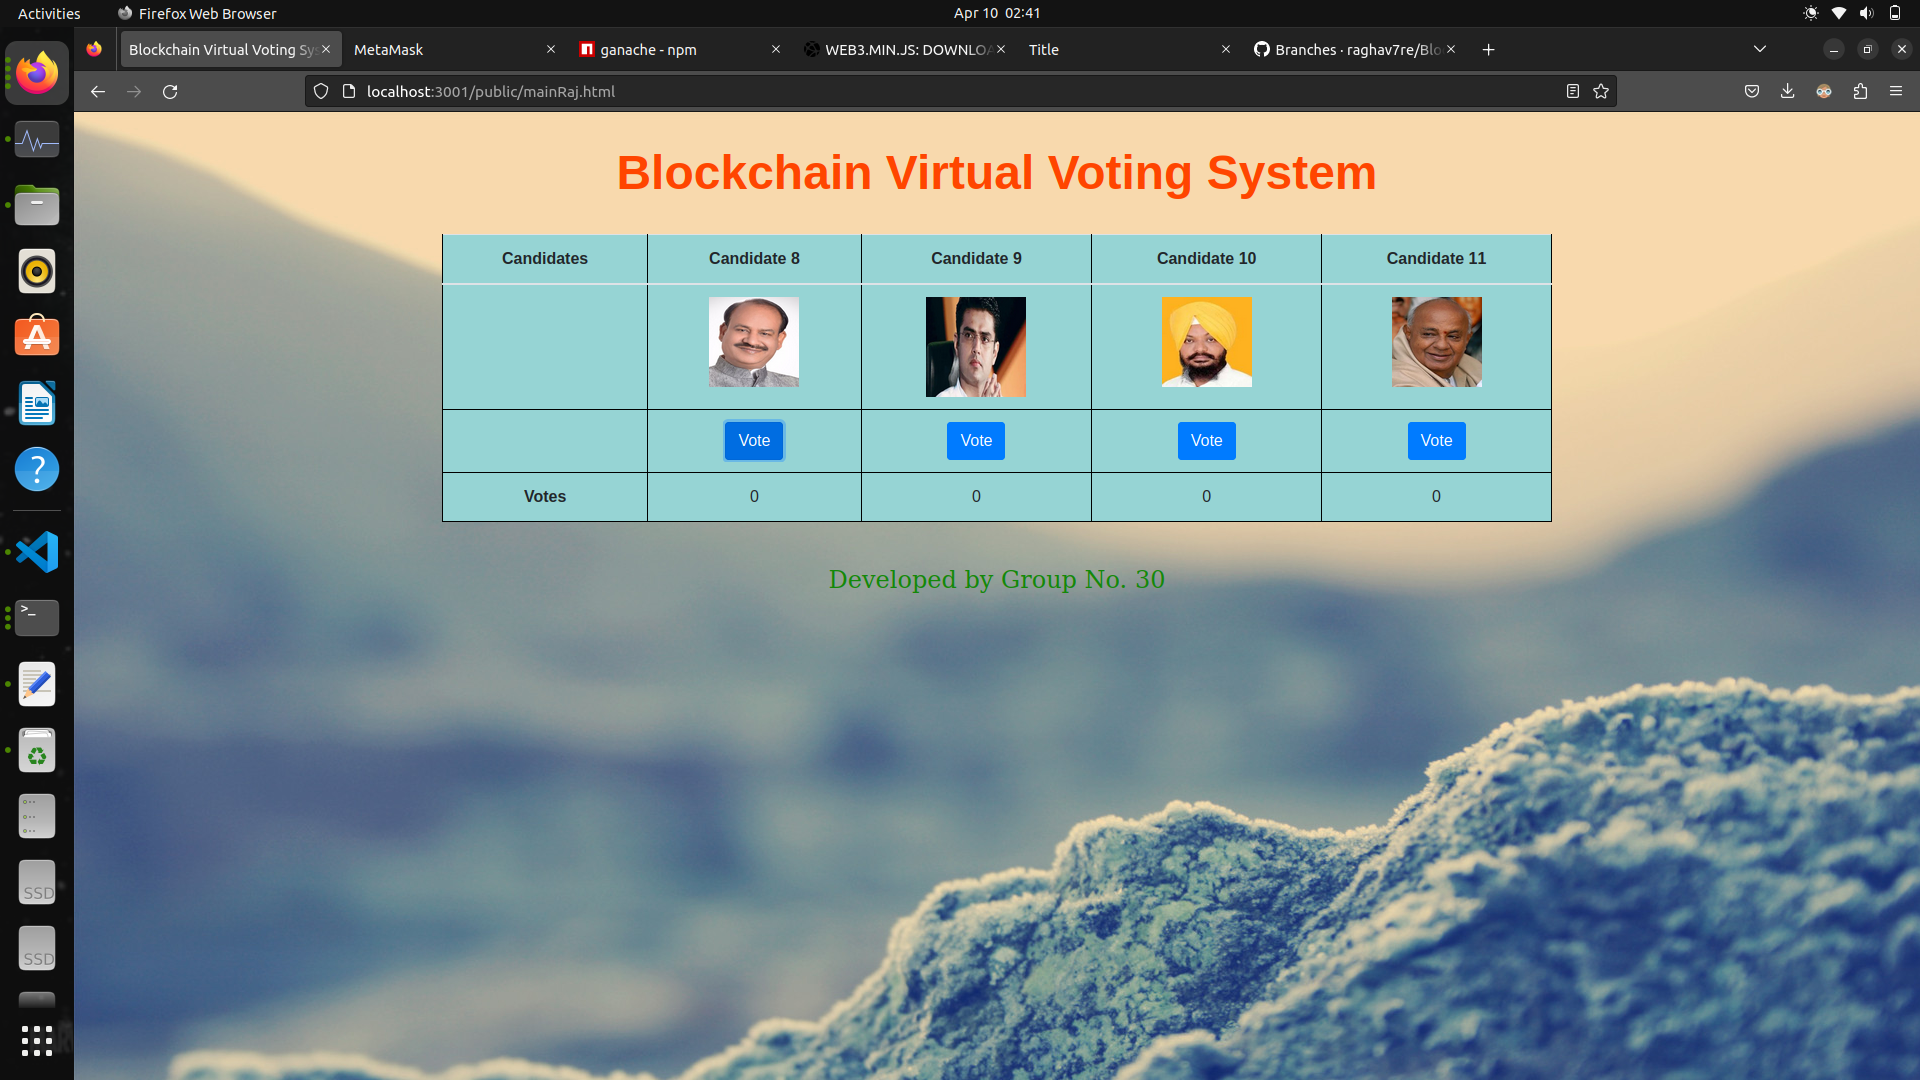 Activities
Firefox Web Browser
Apr 10 02:41
Blockchain Virtual Voting Sys
MetaMask
ganache - npm
WEB3.MIN.JS: DOWNLOA
Title
Branches · raghav7re/Blo
localhost:3001/public/mainRaj.html
Blockchain Virtual Voting System
Candidates Candidate 8 Candidate 9 Candidate 10 Candidate 11
Vote Vote Vote Vote
Votes 0 0 0 0
Developed by Group No. 30
SSD
SSD